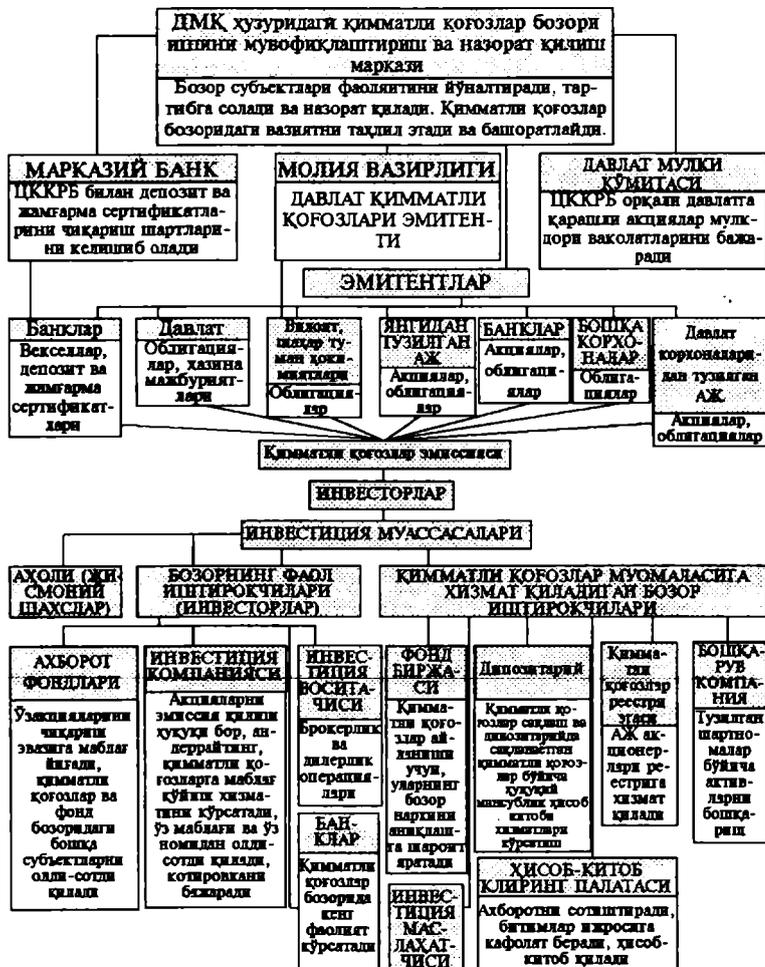 ДМҚ ҳузуридаги қимматли қоғозлар бозори
ишини мувофиқлаштириш ва назорат қилиш
маркази
Бозор субъектлари фаолиятини йўналтиради, тар-
тибга солади ва назорат қилади. Қимматли қоғозлар
бозоридаги вазиятни таҳлил этади ва башоратлайди.
МАРКАЗИЙ БАНК
ЦККРБ билан депозит ва
жамғарма сертификатла-
рини чиқариш шартлари-
ни келишиб олади
МОЛИЯ ВАЗИРЛИГИ
ДАВЛАТ ҚИММАТЛИ
ҚОҒОЗЛАРИ ЭМИТЕН-
ТИ
ДАВЛАТ МУЛКИ
ҚЎМИТАСИ
ЦККРБ орқали давлатга
қарашли акциялар мулк-
дори ваколатларини бажа-
ради
ЭМИТЕНТЛАР
Банклар
Векселлар,
депозит ва
жамғарма
сертификат-
лари
Давлат
Облигация-
лар, хазина
мажбурият-
лари
Вилоят,
шаҳар ту-
ман ҳоки-
миятлари
Облигация-
лар
ЯНГИДАН
ТУЗИЛГАН
АЖ
Акциялар,
облигация-
лар
БАНКЛАР
Акциялар,
облигаци-
ялар
БОШҚА
КОРХО-
НАДАР
Облига-
циялар
Давлат
корхоналари-
дан тузилган
АЖ.
Акциялар,
облигациялар
Қимматли қоғозлар эмиссияси
ИНВЕСТОРЛАР
ИНВЕСТИЦИЯ МУАССАСАЛАРИ
АҲОЛИ (ЖИ-
СМОНИЙ
ШАХСЛАР)
БОЗОРНИНГ ФАОЛ
ИШТИРОКЧИЛАРИ
(ИНВЕСТОРЛАР)
ҚИММАТЛИ ҚОҒОЗЛАР МУОМАЛАСИГА
ХИЗМАТ ҚИЛАДИГАН БОЗОР
ИШТИРОКЧИЛАРИ
АХБОРОТ
ФОНДЛАРИ
Ўзакцияларини
чиқариш
эвазига маблағ
йиғади,
қимматли
қоғозлар ва
фонд
бозоридаги
бошқа
субъектларни
олди-сотди
қилади
ИНВЕСТИЦИЯ
КОМПАНИЯСИ
Акцияларни
эмиссия қилиш
ҳуқуқи бор, ан-
деррайтинг,
қимматли қо-
ғозларга маблағ
қўйиш хизма-
тини кўрсатади,
ўз маблағи ва ўз
номидан олди-
сотди қилади,
котировкани
бажаради
ИНВЕС-
ТИЦИЯ
ВОСИТА-
ЧИСИ
Брокерлик
ва
дилерлик
операция-
лари
БАН-
КЛАР
Қимматли
қоғозлар
бозорида
кенг
фаолият
кўрсатади
ФОНД
БИРЖА-
СИ
Қимма-
тли қоғо-
злар ай-
ланиши
учун,
уларнинг
бозор
нархини
аниқлаш-
га шароит
яратади
ИНВЕС-
ТИЦИЯ
МАС-
ЛАҲАТ-
ЧИСИ
Дипозитарий
Қимматли қо-
ғозлар сақлаш ва
дипозитарийда
сақланаётган
қимматли қоғоз-
лар бўйича
ҳуқуқий
мансублик ҳисоб
китоби
хизматлари
кўрсатиш
ҲИСОБ-КИТОБ
КЛИРИНГ ПАЛАТАСИ
Ахборотни сотиштиради,
битимлар ижросига
кафолат беради, ҳисоб-
китоб қилади
Қимма-
тли
қоғозлар
реестри
эгаси
АЖ ак-
ционер-
лари ре-
естрига
хизмат
қилади
БОШҚА-
РУВ
КОМПА-
НИЯ
Тузилган
шартно-
малар
бўйича
актив-
ларни
бошқа-
риш